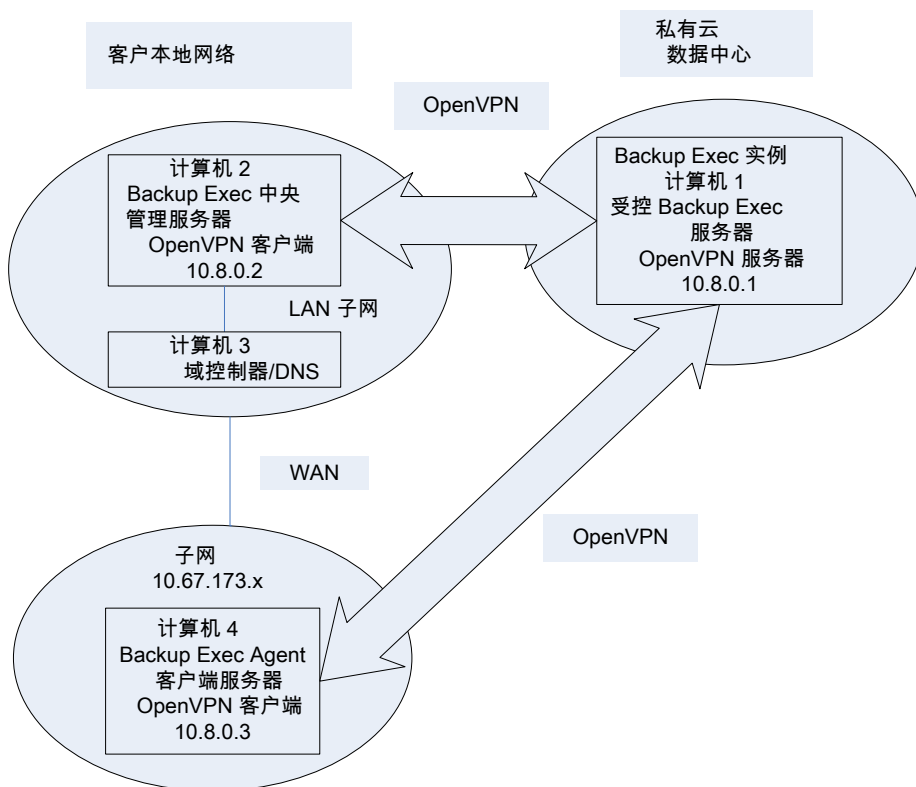 客户本地网络
私有云
数据中心
OpenVPN
计算机 2
Backup Exec 中央
管理服务器
OpenVPN 客户端
10.8.0.2
LAN 子网
计算机 3
域控制器/DNS
Backup Exec 实例
计算机 1
受控 Backup Exec
服务器
OpenVPN 服务器
10.8.0.1
WAN
OpenVPN
子网
10.67.173.x
计算机 4
Backup Exec Agent
客户端服务器
OpenVPN 客户端
10.8.0.3